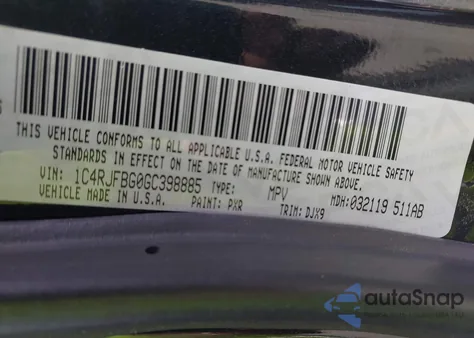 THIS VEHICLE CONFORMS TO ALL APPLICABLE U.S.A. FEDERAL MOTOR VEHICLE SAFETY
STANDARDS IN EFFECT ON THE DATE OF MANUFACTURE SHOWN ABOVE.
VIN: 1C4RJFBG0GC398885 TYPE: MPV MDH:032119 511AB
VEHICLE MADE IN U.S.A. PAINT: PXR TRIM: DJX9
autoSnap